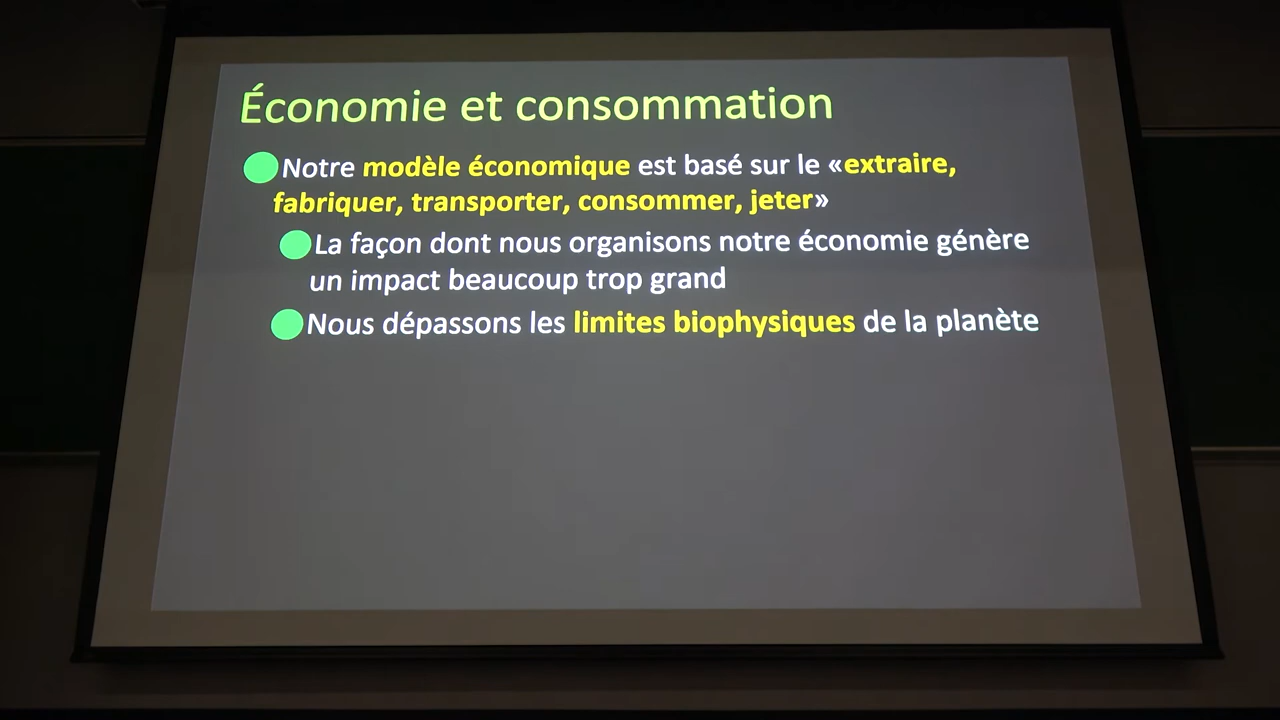 Économie et consommation
Notre modèle économique est basé sur le «extraire,
fabriquer, transporter, consommer, jeter»
La façon dont nous organisons notre économie génère
un impact beaucoup trop grand
Nous dépassons les limites biophysiques de la planète